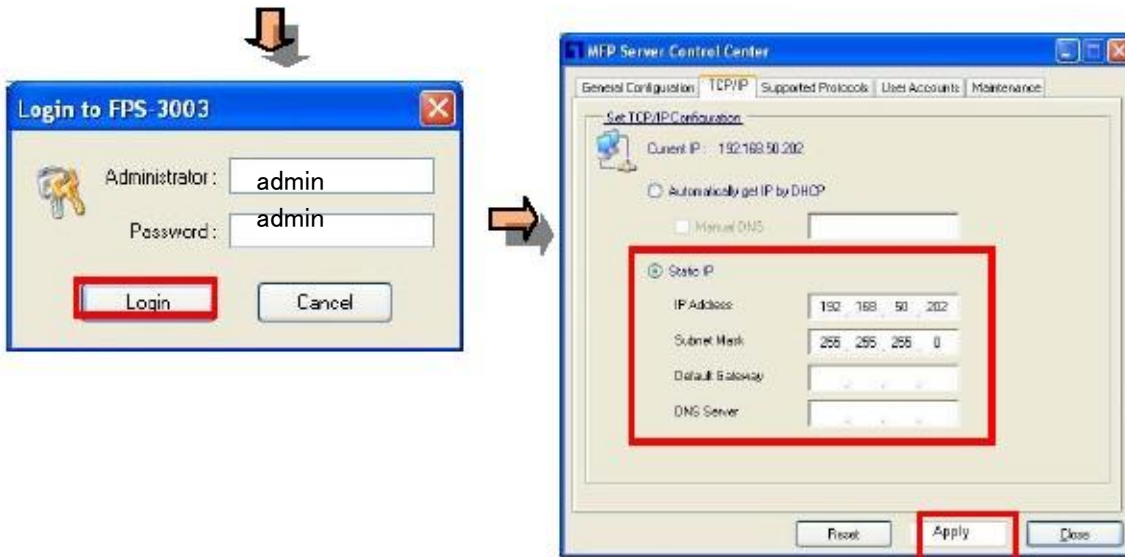 Login to FPS-3003
Administrator :
admin
Password :
admin
Login
Cancel
MFP Server Control Center
General Configuration
TCP/IP
Supported Protocols
User Accounts
Maintenance
Set TCP/IP Configuration
Current IP : 192.168.50.202
Automatically get IP by DHCP
Manual DNS
Static IP
IP Address
192 . 168 . 50 . 202
Subnet Mask
255 . 255 . 255 . 0
Default Gateway
. . .
DNS Server
. . .
Reset
Apply
Close